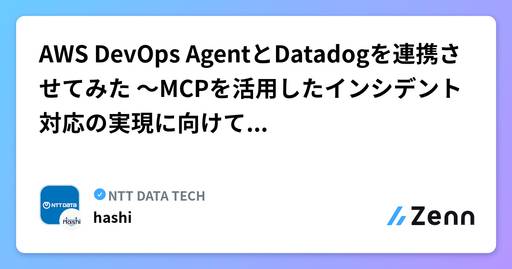 AWS DevOps AgentとDatadogを連携さ
せてみた 〜MCPを活用したインシデント
対応の実現に向けて...
NTT DATA
Hashi
NTT DATA TECH
hashi
Zenn